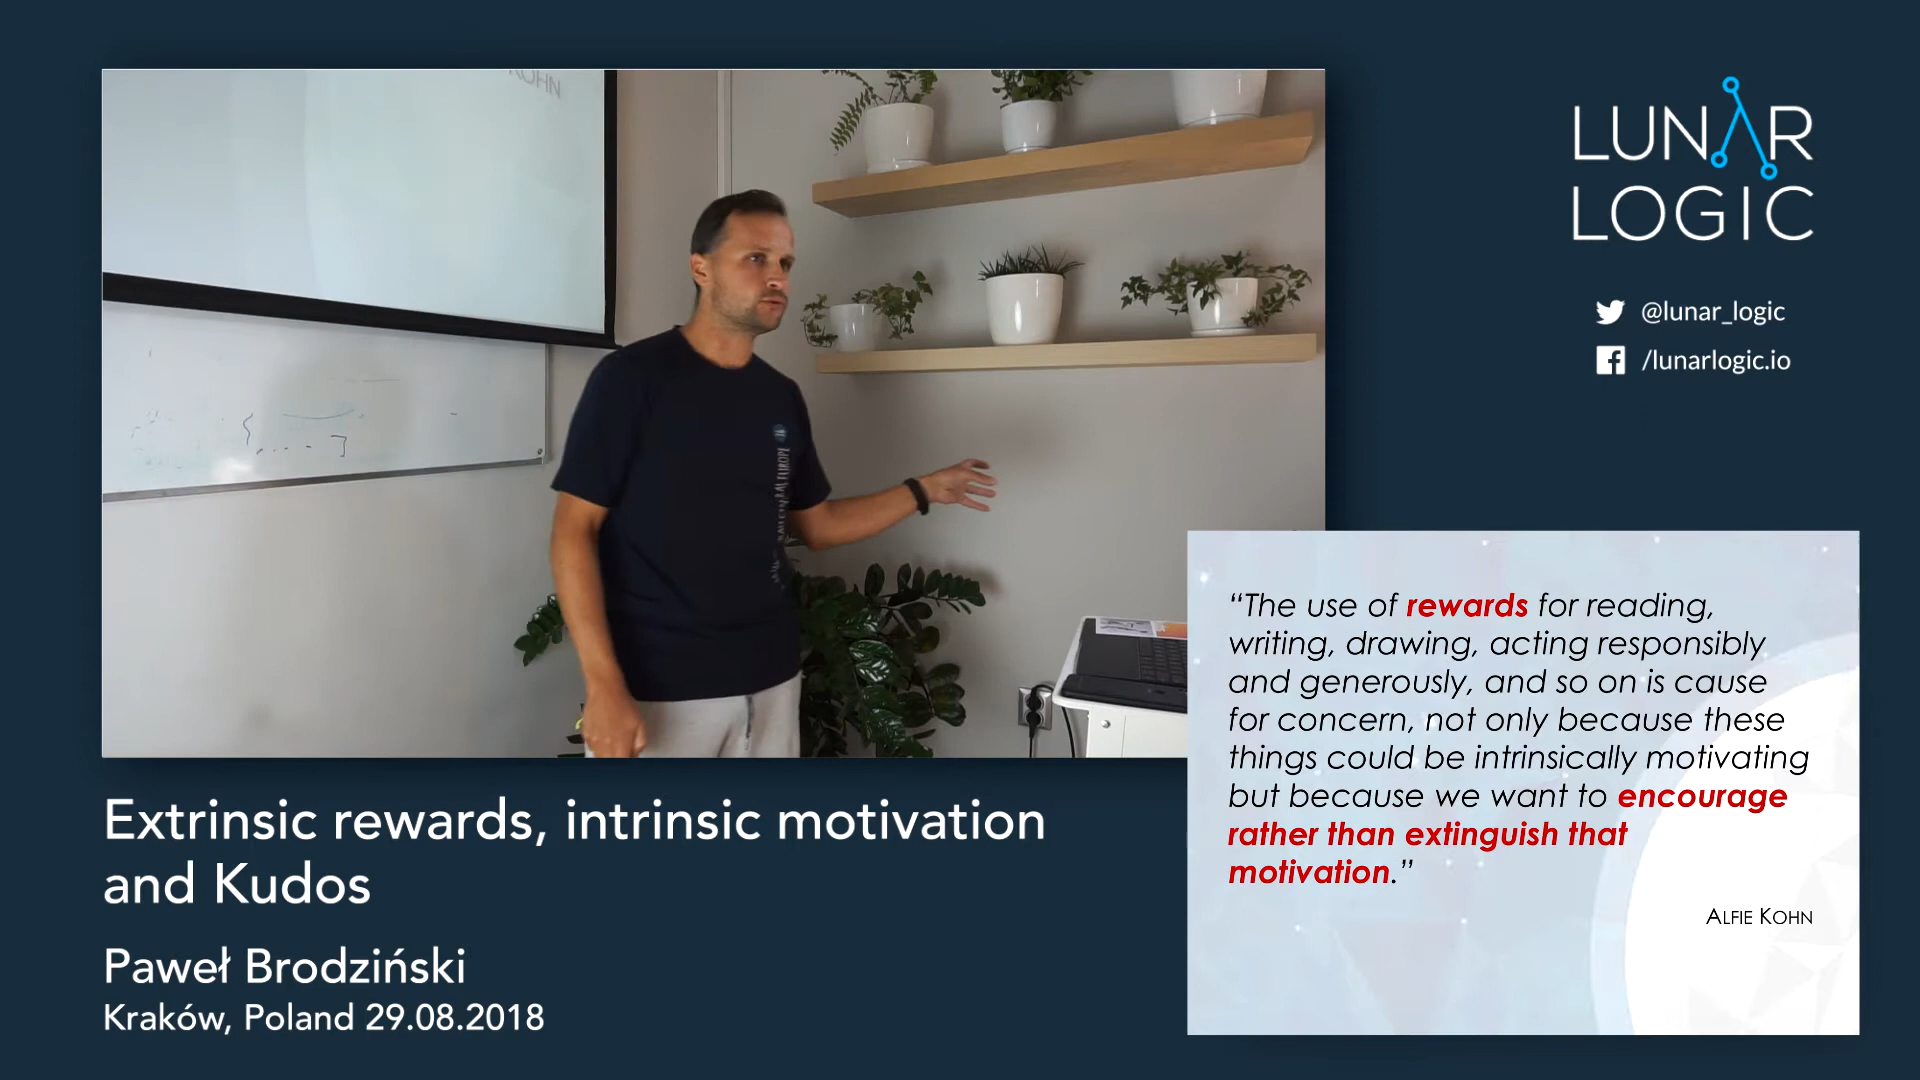 KOHN
LUNAR
LOGIC
@lunar_logic
/lunarlogic.io
“The use of rewards for reading,
writing, drawing, acting responsibly
and generously, and so on is cause
for concern, not only because these
things could be intrinsically motivating
but because we want to encourage
rather than extinguish that
motivation.”
ALFIE KOHN
Extrinsic rewards, intrinsic motivation
and Kudos
Paweł Brodziński
Kraków, Poland 29.08.2018